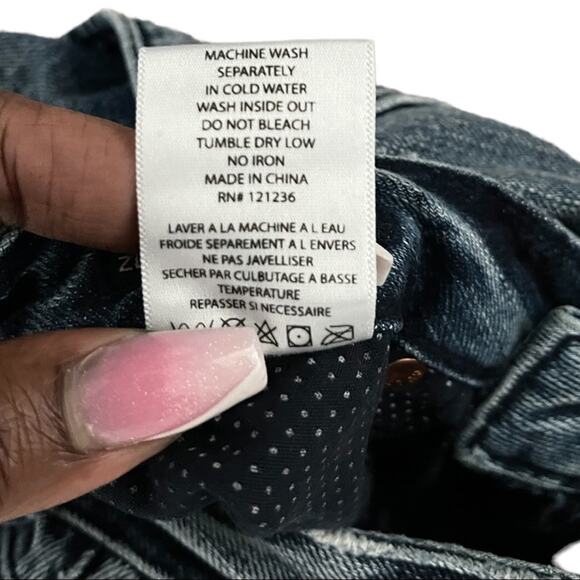 MACHINE WASH
SEPARATELY
IN COLD WATER
WASH INSIDE OUT
DO NOT BLEACH
TUMBLE DRY LOW
NO IRON
MADE IN CHINA
RN# 121236
LAVER A LA MACHINE A L EAU
FROIDE SEPAREMENT A L ENVERS
NE PAS JAVELLISER
SECHER PAR CULBUTAGE A BASSE
TEMPERATURE
REPASSER SI NECESSAIRE